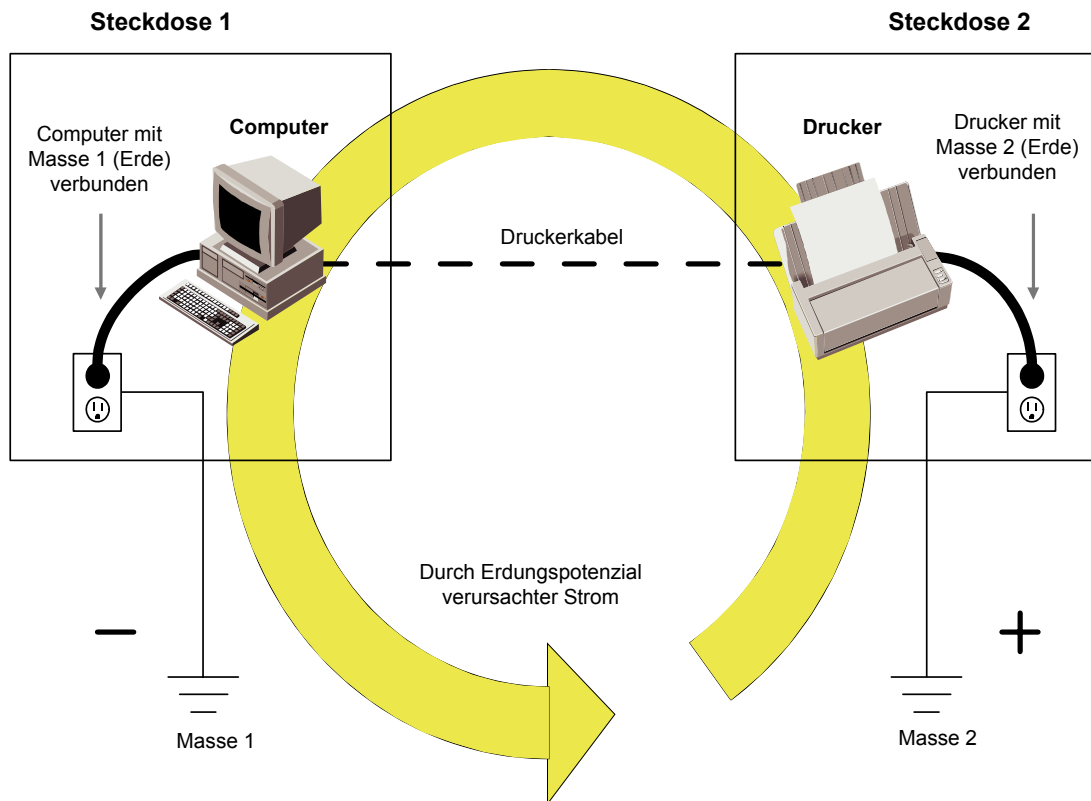 Steckdose 1
Steckdose 2
Computer mit
Masse 1 (Erde)
verbunden
Computer
Drucker
Drucker mit
Masse 2 (Erde)
verbunden
Druckerkabel
Durch Erdungspotenzial
verursachter Strom
–
+
Masse 1
Masse 2